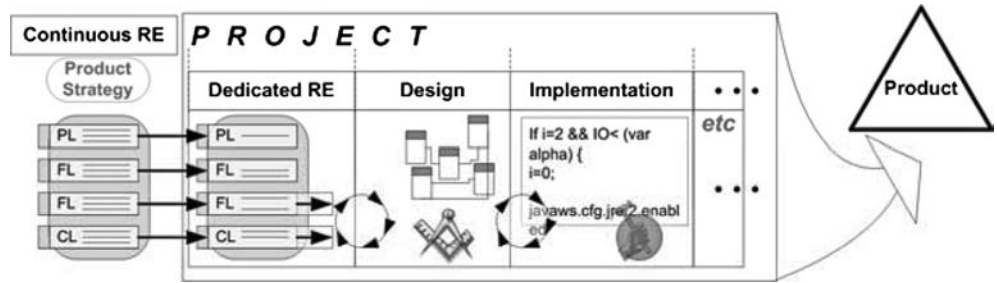 Continuous RE
P R O J E C T
Product
Strategy
Dedicated RE
Design
Implementation
• • •
Product
PL
FL
FL
CL
PL
FL
FL
CL
If i=2 && IO< (var
alpha) {
i=0;
javaws.cfg.jre.2.enabl
ed
etc
• • •